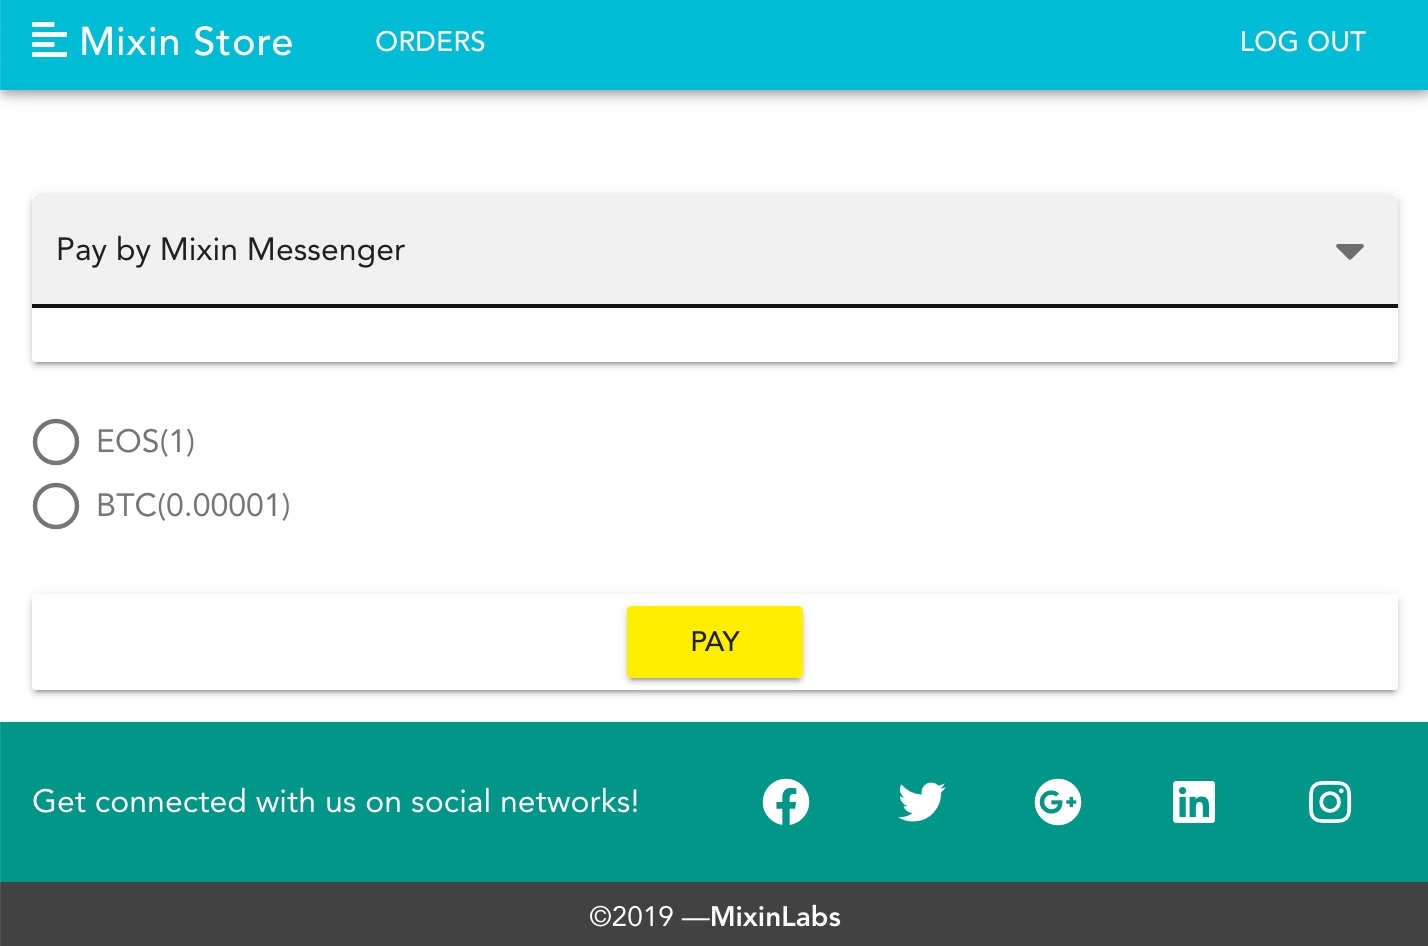 Mixin Store ORDERS LOG OUT
Pay by Mixin Messenger
EOS(1)
BTC(0.00001)
PAY
Get connected with us on social networks!
©2019 —MixinLabs